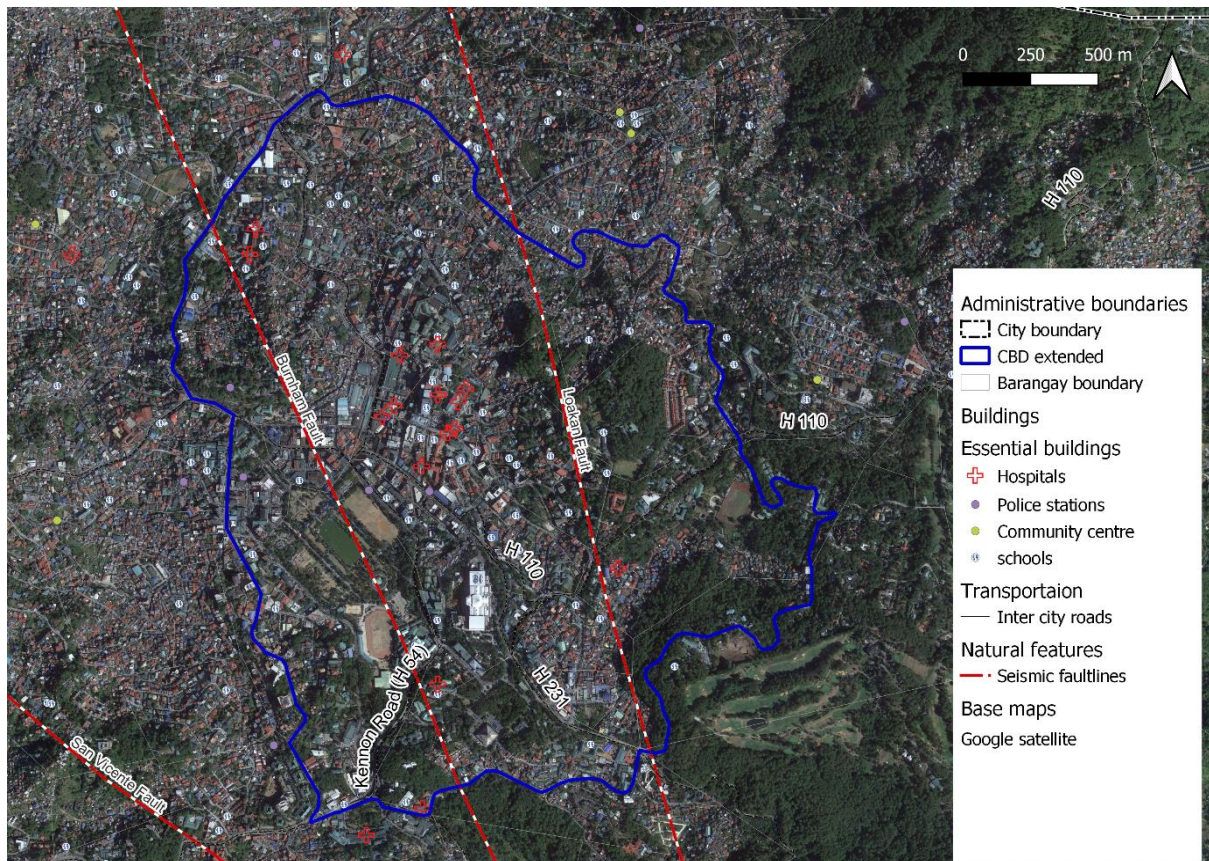 0 250 500 m
H 110
Burnham Fault
Loakan Fault
H 110
H 110
H 231
Kennon Road (H 54)
San Vicente Fault
Administrative boundaries
City boundary
CBD extended
Barangay boundary
Buildings
Essential buildings
Hospitals
Police stations
Community centre
schools
Transportaion
Inter city roads
Natural features
Seismic faultlines
Base maps
Google satellite